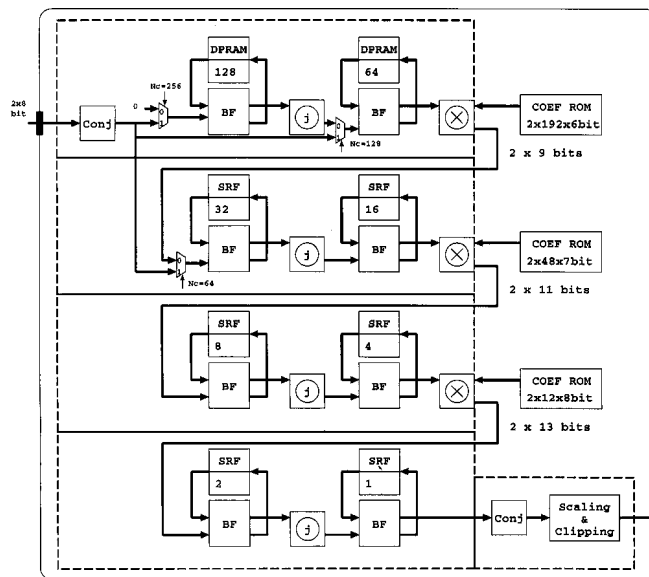 DPRAM
128
DPRAM
64
Nc=256
2x8
bit
0
0
1
Conj
BF
j
0
1
BF
COEF ROM
2x192x6bit
Nc=128
2 x 9 bits
SRF
32
SRF
16
0
1
BF
j
BF
COEF ROM
2x48x7bit
Nc=64
2 x 11 bits
SRF
8
SRF
4
BF
j
BF
COEF ROM
2x12x8bit
2 x 13 bits
SRF
2
SRF
1
BF
j
BF
Conj
Scaling
&
Clipping